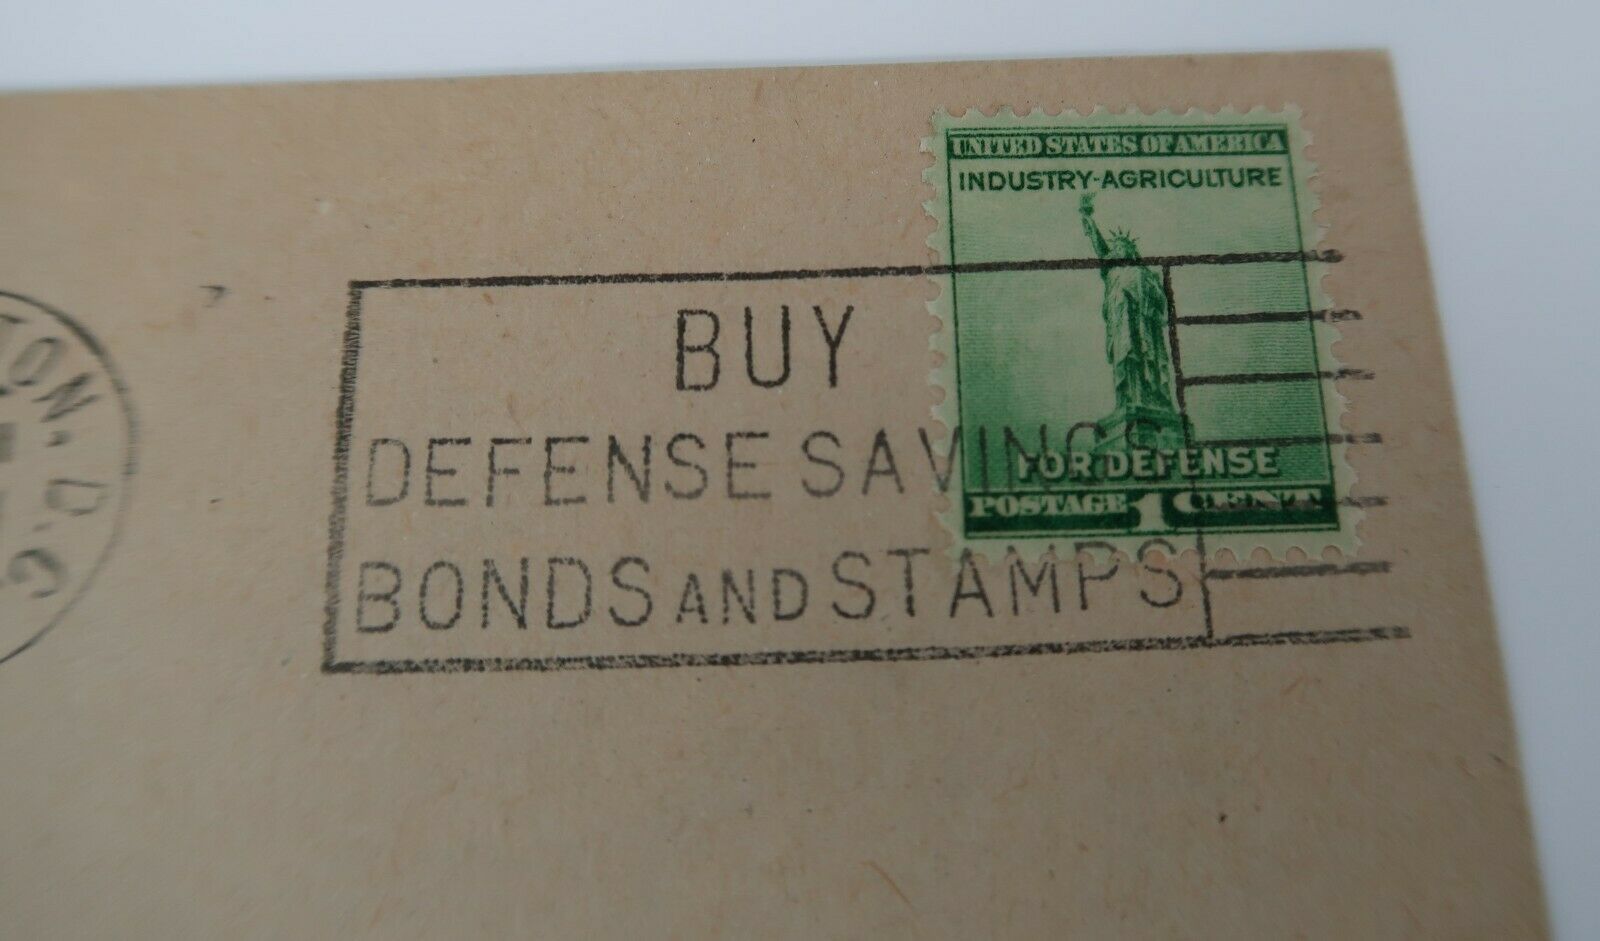 UNITED STATES OF AMERICA
INDUSTRY-AGRICULTURE
BUY
DEFENSE SAVINGS
BONDS AND STAMPS
FOR DEFENSE
POSTAGE 1 CENT
D.C.